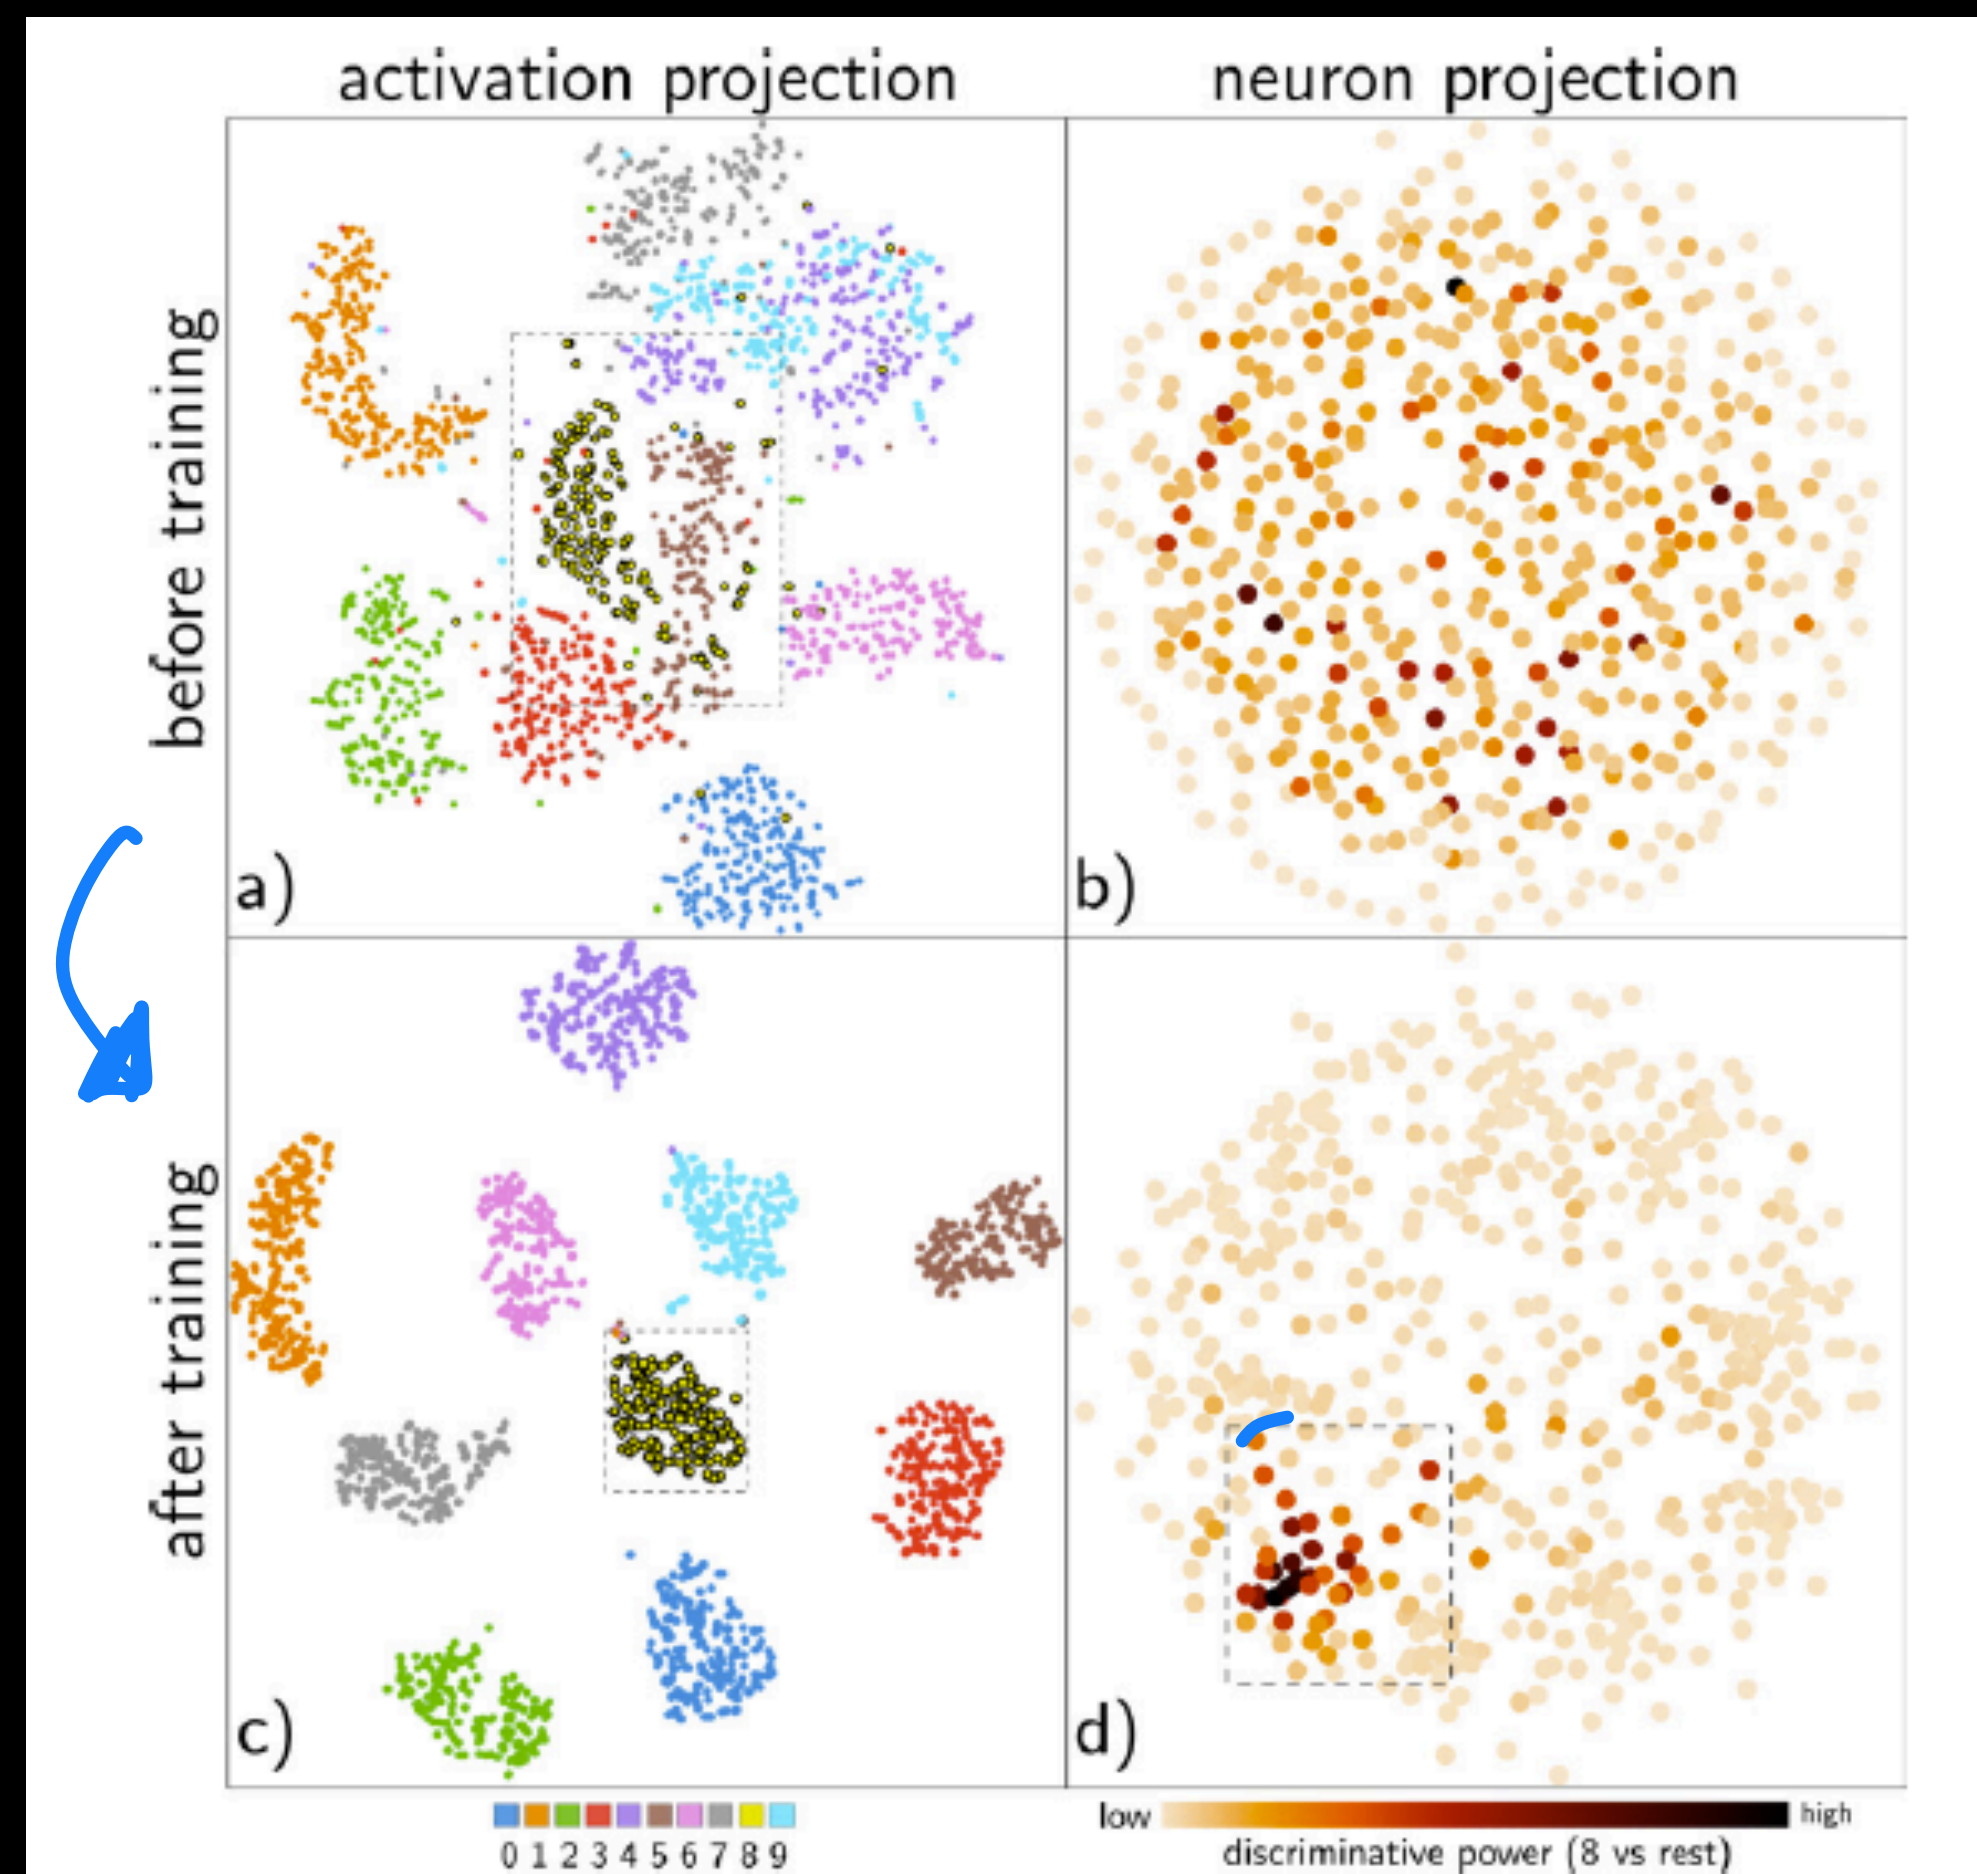 activation projection
neuron projection
before training
a)
b)
after training
c)
d)
0 1 2 3 4 5 6 7 8 9
low
high
discriminative power (8 vs rest)